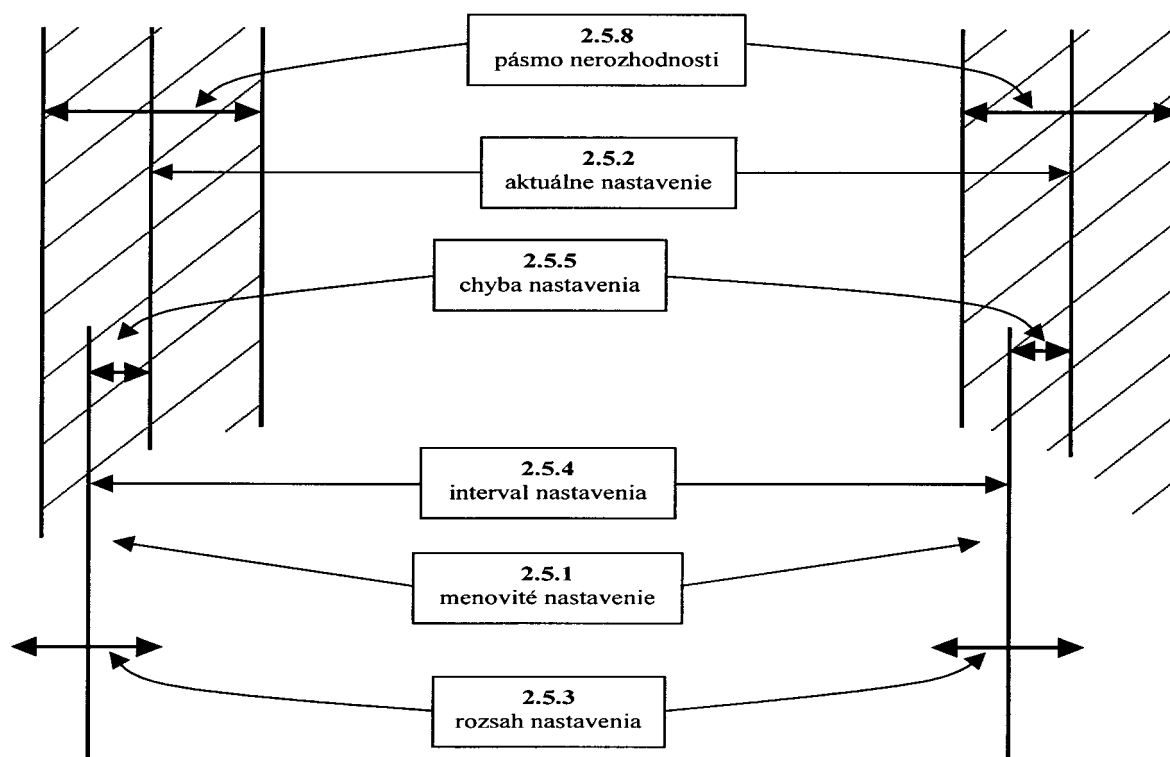 2.5.8
pásmo nerozhodnosti
2.5.2
aktuálne nastavenie
2.5.5
chyba nastavenia
2.5.4
interval nastavenia
2.5.1
menovité nastavenie
2.5.3
rozsah nastavenia